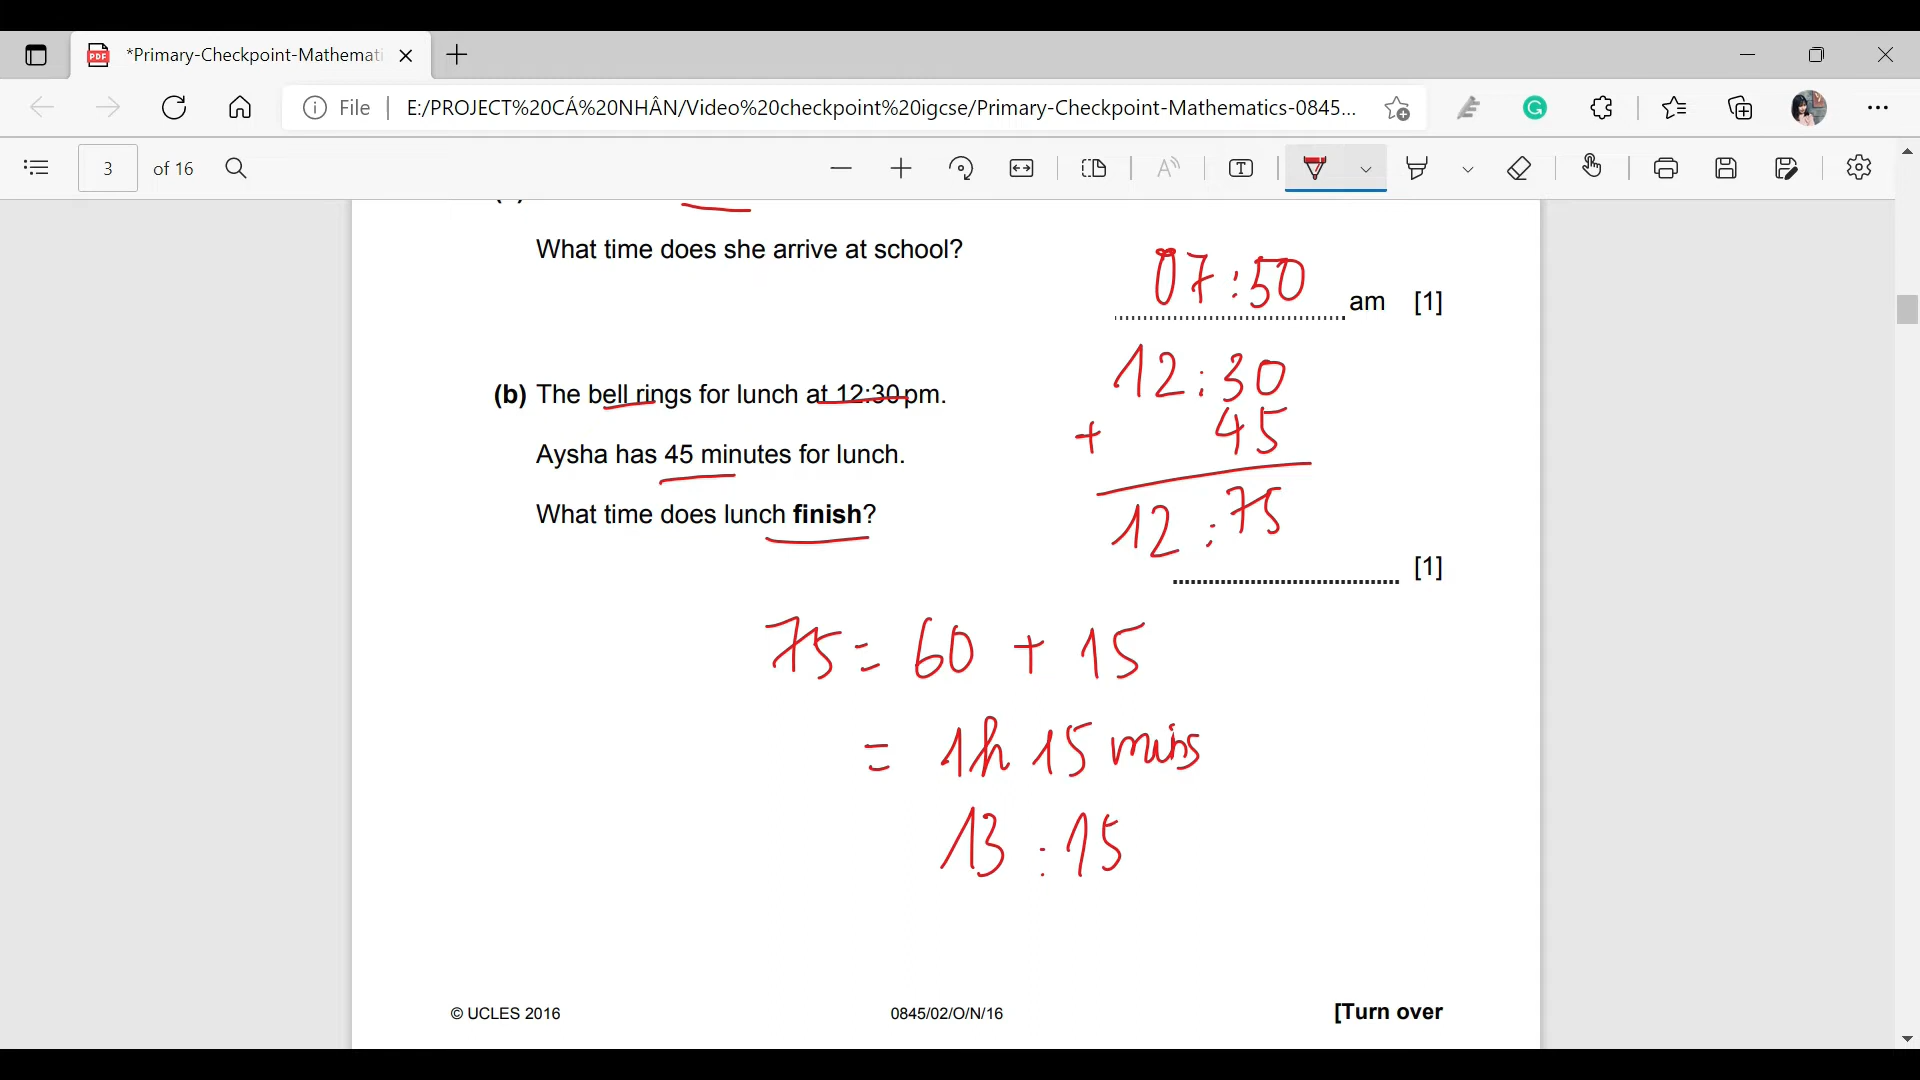 *Primary-Checkpoint-Mathemati
File
E:/PROJECT%20CÁ%20NHÂN/Video%20checkpoint%20igcse/Primary-Checkpoint-Mathematics-0845...
3 of 16
What time does she arrive at school?
07:50 am [1]
12:30
(b) The bell rings for lunch at 12:30 pm.
+ 45
Aysha has 45 minutes for lunch.
12:75
What time does lunch finish?
[1]
75 = 60 + 15
= 1h 15 mins
13:15
© UCLES 2016 0845/02/O/N/16 [Turn over